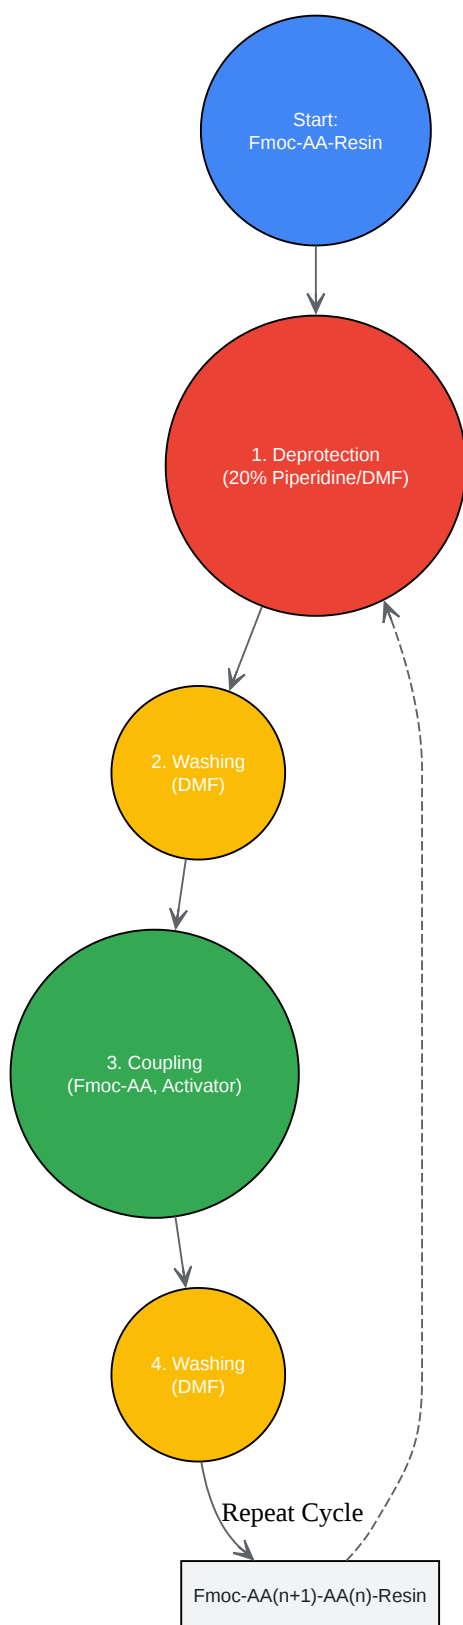 Start:
Fmoc-AA-Resin
1. Deprotection
(20% Piperidine/DMF)
2. Washing
(DMF)
3. Coupling
(Fmoc-AA, Activator)
4. Washing
(DMF)
Repeat Cycle
Fmoc-AA(n+1)-AA(n)-Resin